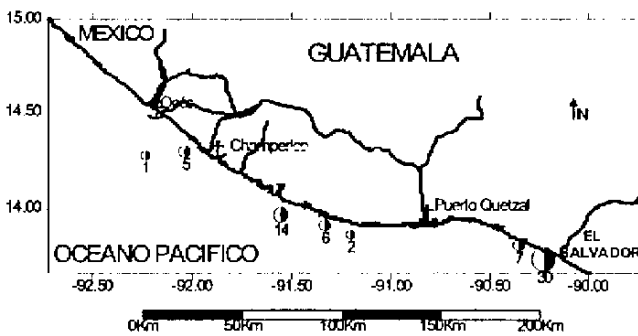 15.00
MEXICO
GUATEMALA
14.50
Ocós
N
Champerico
1
5
14.00
Puerto Quetzal
14
6
2
7
EL
SALVADOR
30
OCEANO PACIFICO
-92.50
-92.00
-91.50
-91.00
-90.50
-90.00
0Km
50Km
100Km
150Km
200Km